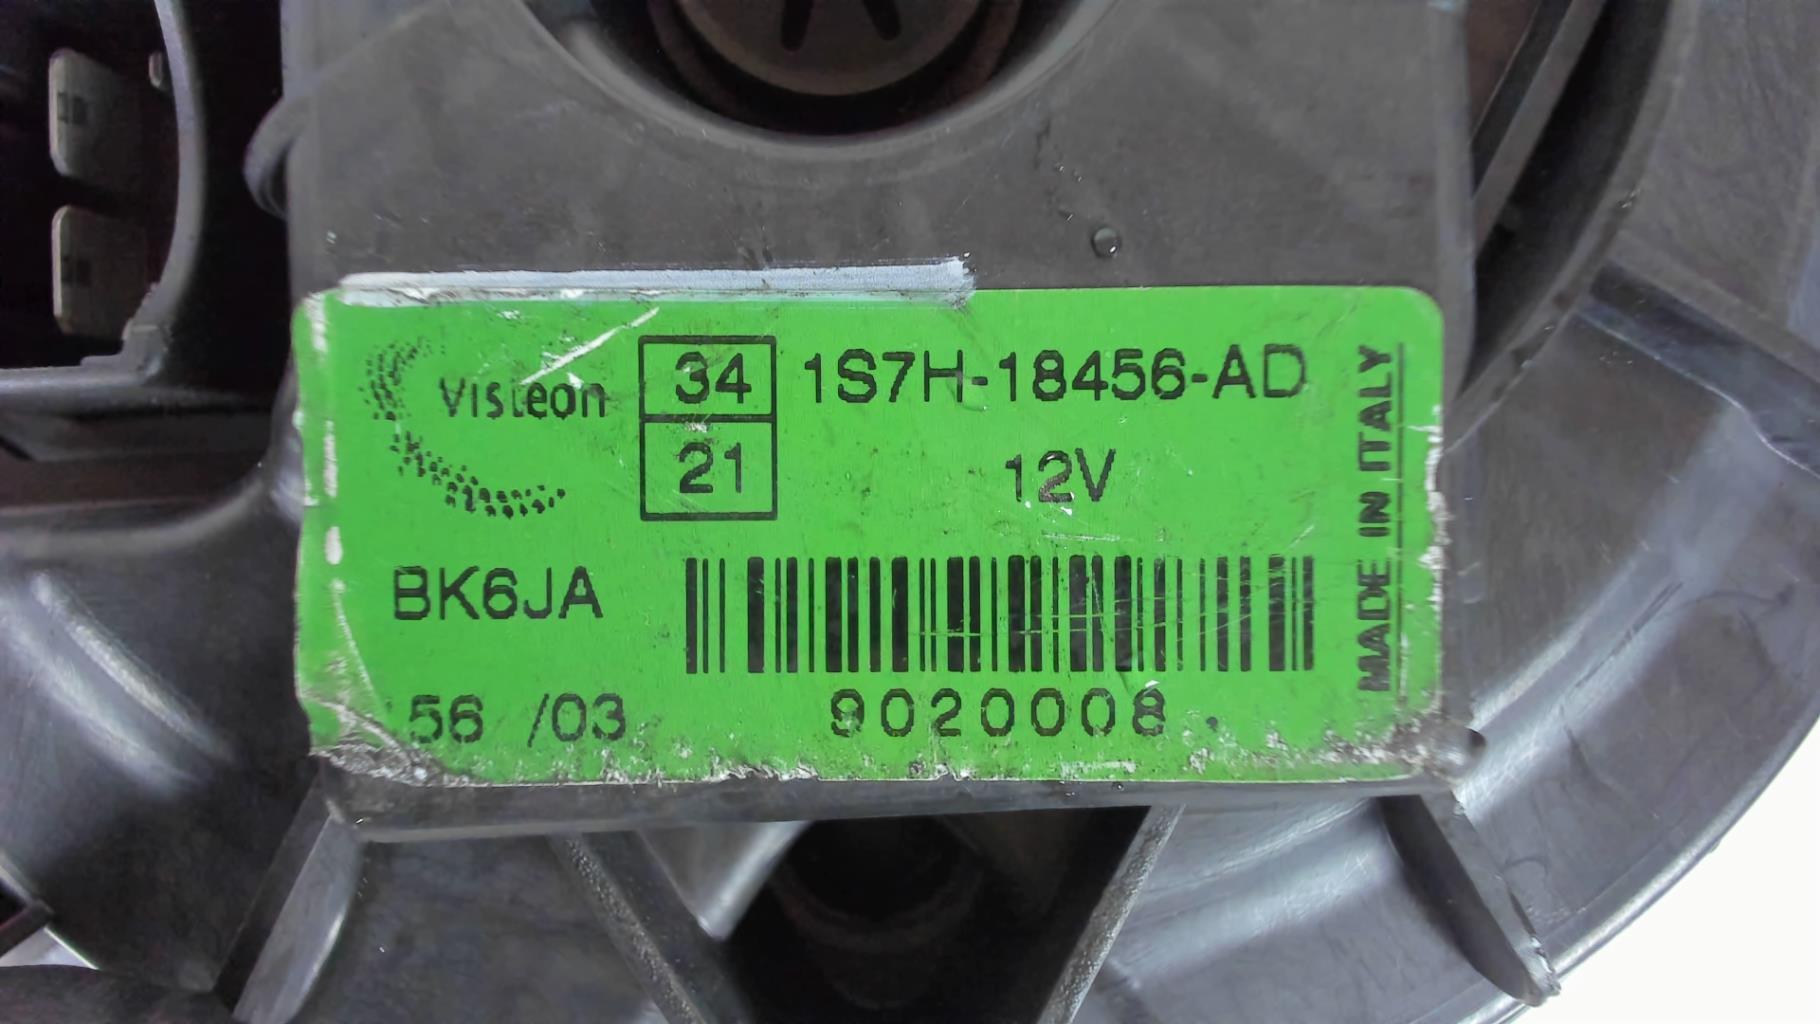 Visteon
34
1S7H-18456-AD
21
12V
MADE IN ITALY
BK6JA
56 /03
9020008